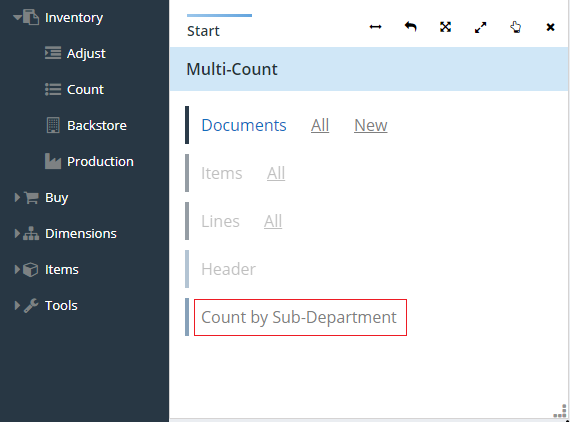 Inventory
Adjust
Count
Backstore
Production
Buy
Dimensions
Items
Tools
Start
Multi-Count
Documents All New
Items All
Lines All
Header
Count by Sub-Department